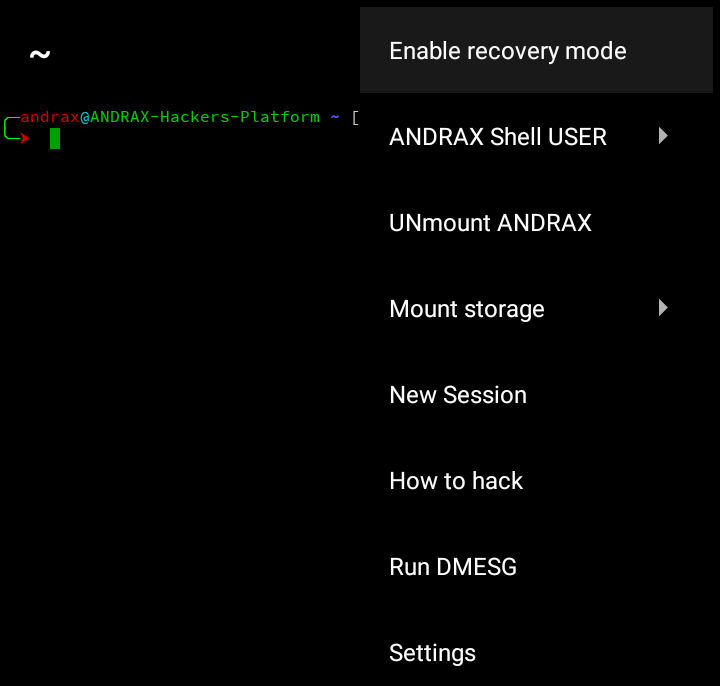 ~
andrax@ANDRAX-Hackers-Platform ~ [
Enable recovery mode
ANDRAX Shell USER
UNmount ANDRAX
Mount storage
New Session
How to hack
Run DMESG
Settings